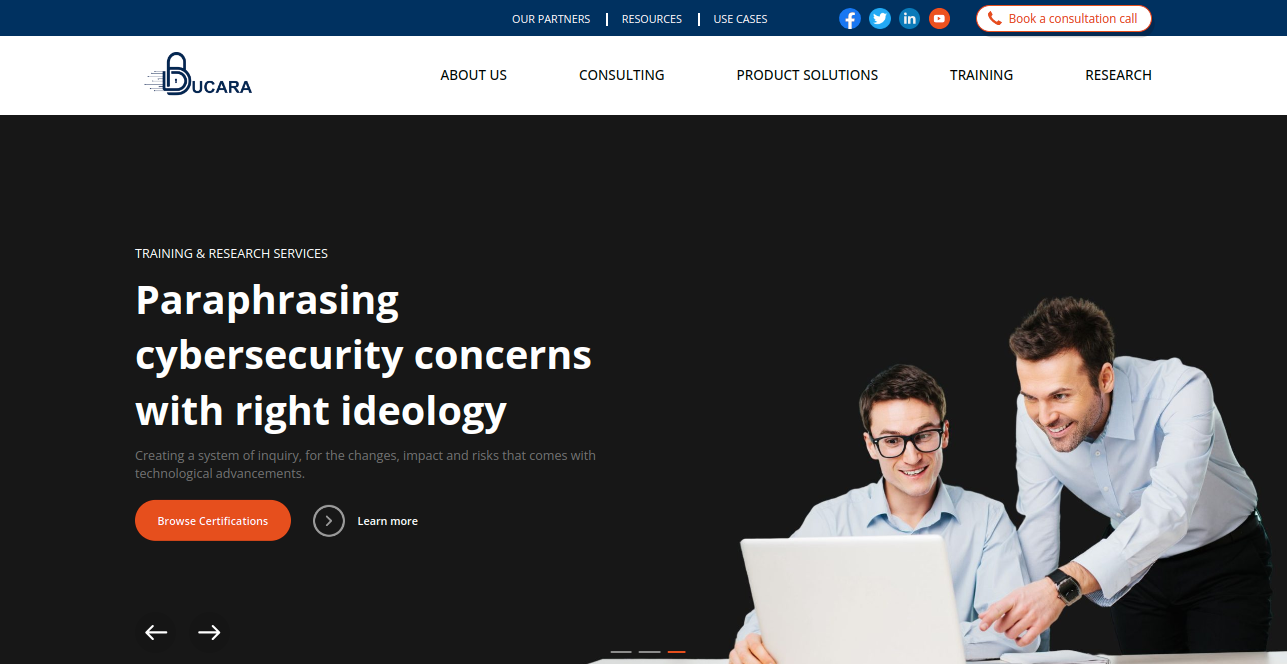 OUR PARTNERS
RESOURCES
USE CASES
Book a consultation call
DUCARA
ABOUT US
CONSULTING
PRODUCT SOLUTIONS
TRAINING
RESEARCH
TRAINING & RESEARCH SERVICES
Paraphrasing
cybersecurity concerns
with right ideology
Creating a system of inquiry, for the changes, impact and risks that comes with
technological advancements.
Browse Certifications
Learn more